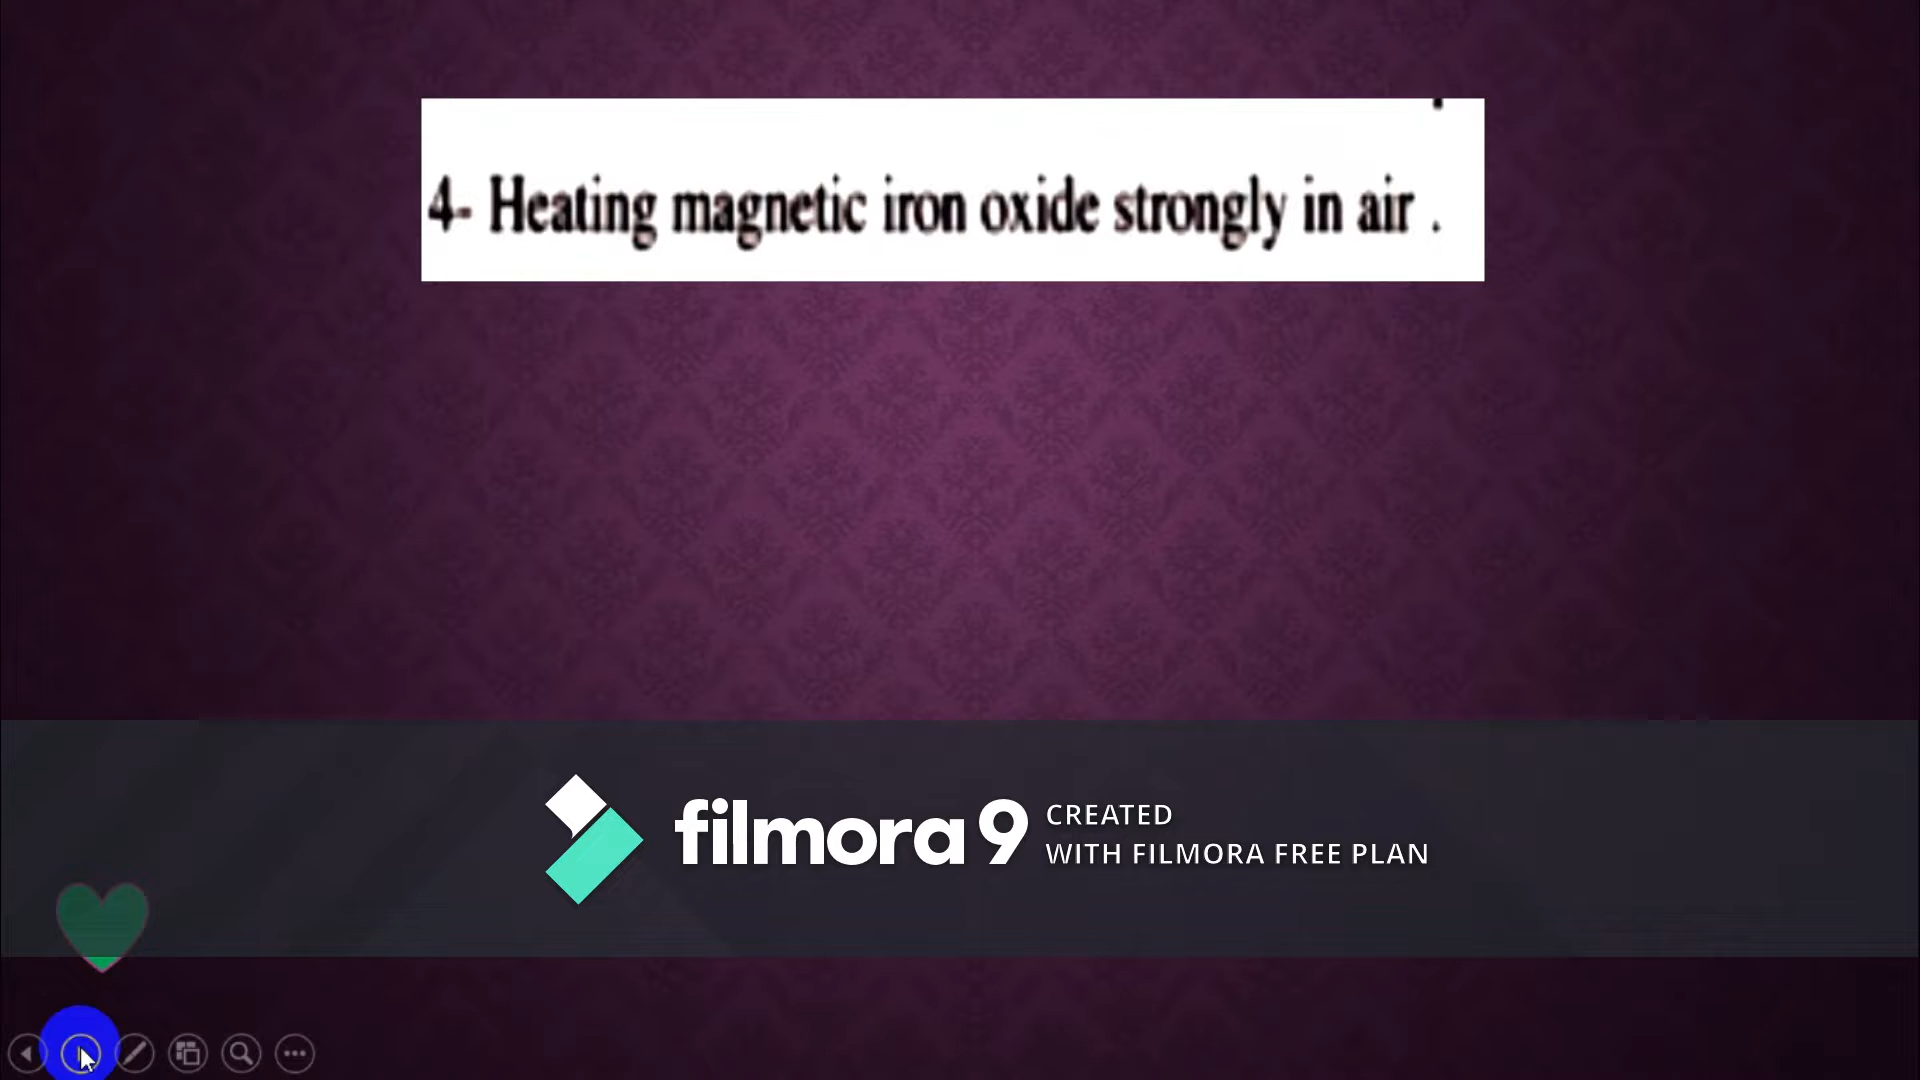 4- Heating magnetic iron oxide strongly in air .
filmora 9
CREATED
WITH FILMORA FREE PLAN